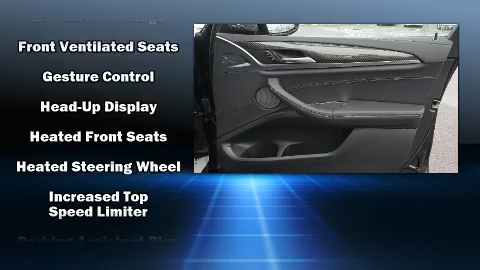 Front Ventilated Seats
Gesture Control
Head-Up Display
Heated Front Seats
Heated Steering Wheel
Increased Top
Speed Limiter